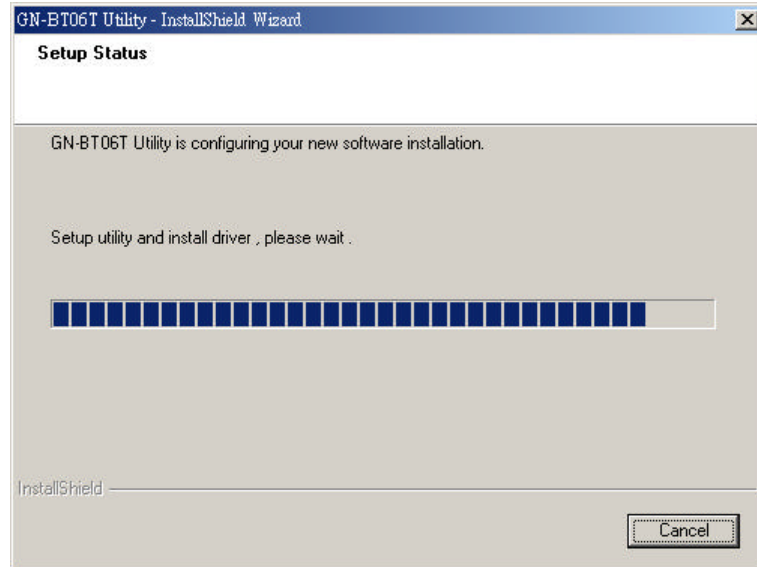 GN-BT06T Utility - InstallShield Wizard
Setup Status
GN-BT06T Utility is configuring your new software installation.
Setup utility and install driver , please wait .
InstallShield
Cancel